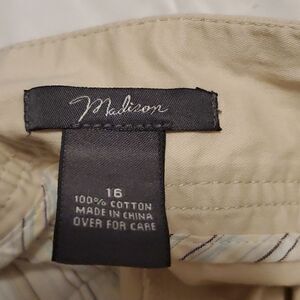 Madison
16
100% COTTON
MADE IN CHINA
OVER FOR CARE